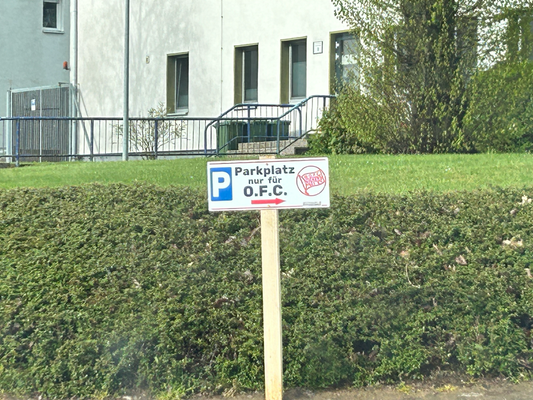 P
Parkplatz
nur für
O.F.C.